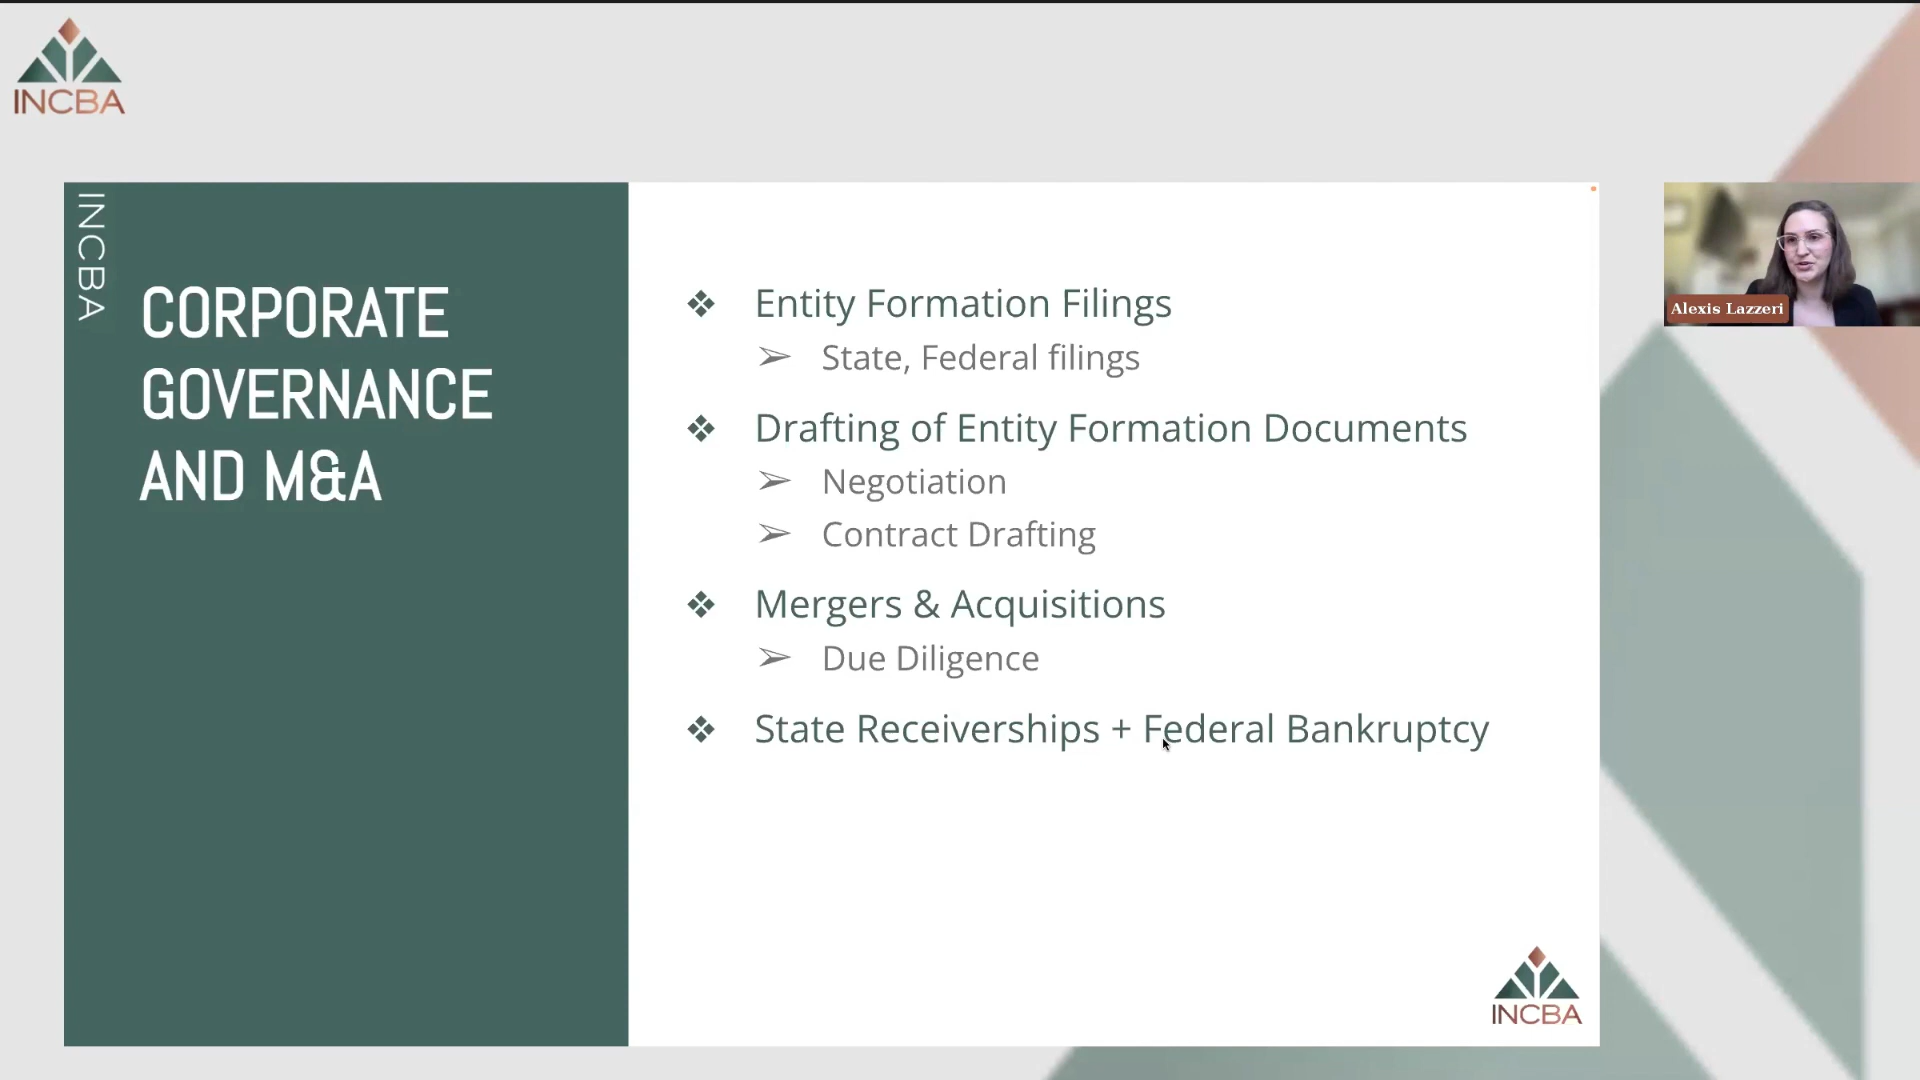 INCBA
INCBA
CORPORATE
GOVERNANCE
AND M&A
❖ Entity Formation Filings
➢ State, Federal filings
❖ Drafting of Entity Formation Documents
➢ Negotiation
➢ Contract Drafting
❖ Mergers & Acquisitions
➢ Due Diligence
❖ State Receiverships + Federal Bankruptcy
INCBA
Alexis Lazzeri